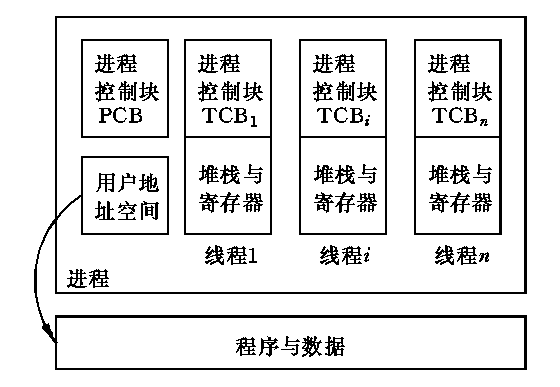 进程
控制块
PCB
进程
控制块
TCB₁
进程
控制块
TCBᵢ
进程
控制块
TCBₙ
用户地
址空间
堆栈与
寄存器
堆栈与
寄存器
堆栈与
寄存器
线程1
线程i
线程n
进程
程序与数据